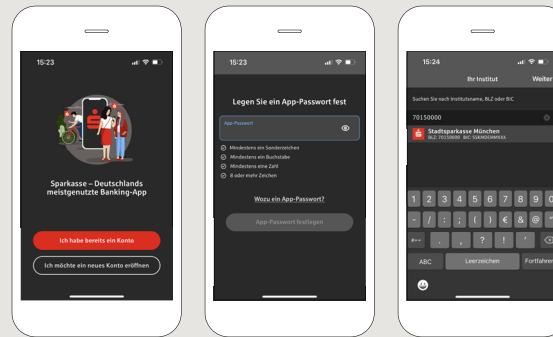 15:23
Sparkasse – Deutschlands
meistgenutzte Banking-App
Ich habe bereits ein Konto
Ich möchte ein neues Konto eröffnen
15:23
Legen Sie ein App-Passwort fest
App-Passwort
Mindestens ein Sonderzeichen
Mindestens ein Buchstabe
Mindestens eine Zahl
8 oder mehr Zeichen
Wozu ein App-Passwort?
App-Passwort festlegen
15:24
Ihr Institut Weiter
Suchen Sie nach Institutsname, BLZ oder BIC
70150000
Stadtsparkasse München
BLZ: 70150000 BIC: SSKMDEMMXXX
1 2 3 4 5 6 7 8 9 0
- / : ; ( ) € & @ "
#+= . , ? ! '
ABC Leerzeichen Fortfahren